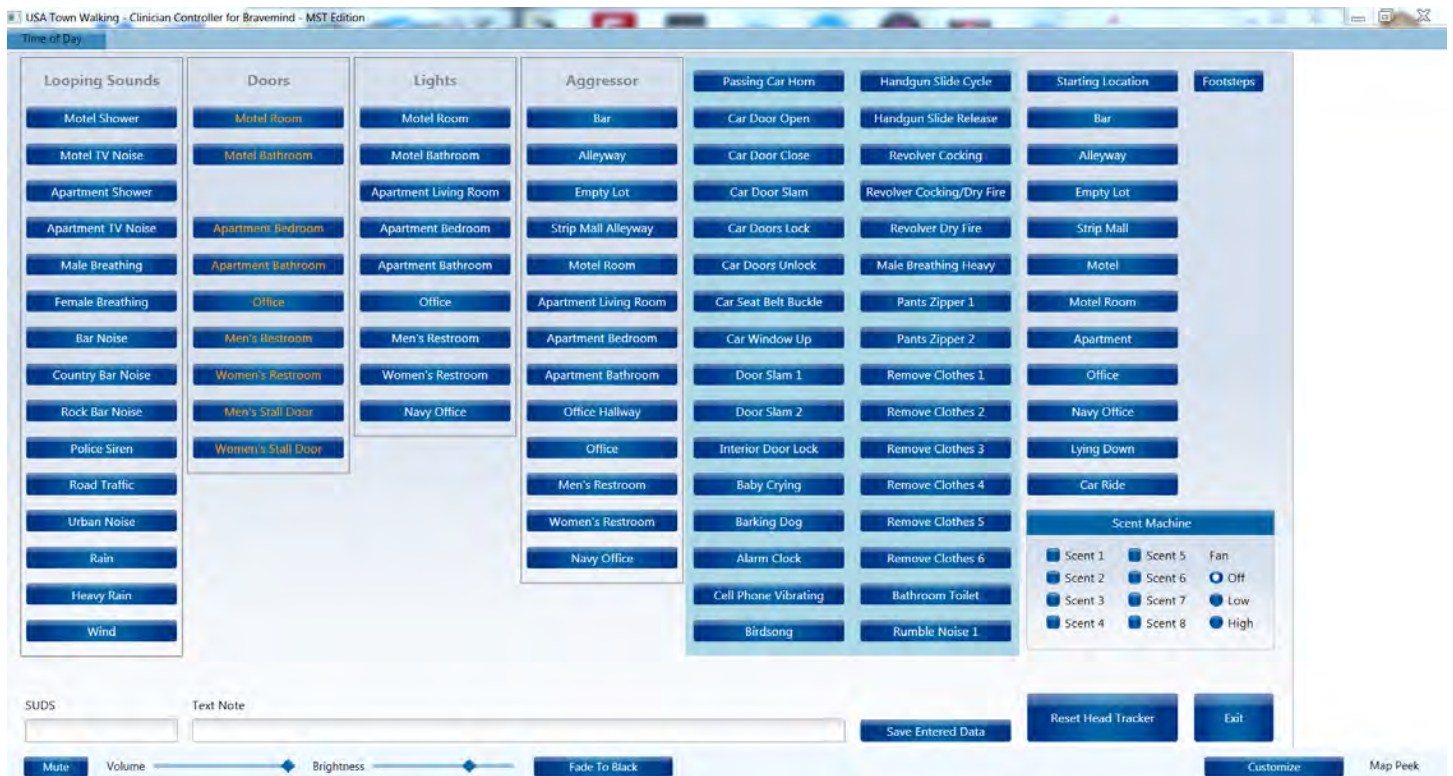 USA Town Walking - Clinician Controller for Bravemind - MST Edition
Time of Day
Looping Sounds
Motel Shower
Motel TV Noise
Apartment Shower
Apartment TV Noise
Male Breathing
Female Breathing
Bar Noise
Country Bar Noise
Rock Bar Noise
Police Siren
Road Traffic
Urban Noise
Rain
Heavy Rain
Wind
Doors
Motel Room
Motel Bathroom
Apartment Bedroom
Apartment Bathroom
Office
Men's Restroom
Women's Restroom
Men's Stall Door
Women's Stall Door
Lights
Motel Room
Motel Bathroom
Apartment Living Room
Apartment Bedroom
Apartment Bathroom
Office
Men's Restroom
Women's Restroom
Navy Office
Aggressor
Bar
Alleyway
Empty Lot
Strip Mall Alleyway
Motel Room
Apartment Living Room
Apartment Bedroom
Apartment Bathroom
Office Hallway
Office
Men's Restroom
Women's Restroom
Navy Office
Passing Car Horn
Car Door Open
Car Door Close
Car Door Slam
Car Doors Lock
Car Doors Unlock
Car Seat Belt Buckle
Car Window Up
Door Slam 1
Door Slam 2
Interior Door Lock
Baby Crying
Barking Dog
Alarm Clock
Cell Phone Vibrating
Birdsong
Handgun Slide Cycle
Handgun Slide Release
Revolver Cocking
Revolver Cocking/Dry Fire
Revolver Dry Fire
Male Breathing Heavy
Pants Zipper 1
Pants Zipper 2
Remove Clothes 1
Remove Clothes 2
Remove Clothes 3
Remove Clothes 4
Remove Clothes 5
Remove Clothes 6
Bathroom Toilet
Rumble Noise 1
Starting Location
Bar
Alleyway
Empty Lot
Strip Mall
Motel
Motel Room
Apartment
Office
Navy Office
Lying Down
Car Ride
Footsteps
Scent Machine
Scent 1 Scent 5 Fan
Scent 2 Scent 6 Off
Scent 3 Scent 7 Low
Scent 4 Scent 8 High
SUDS Text Note
Save Entered Data
Reset Head Tracker Exit
Mute Volume Brightness Fade To Black Customize Map Peek